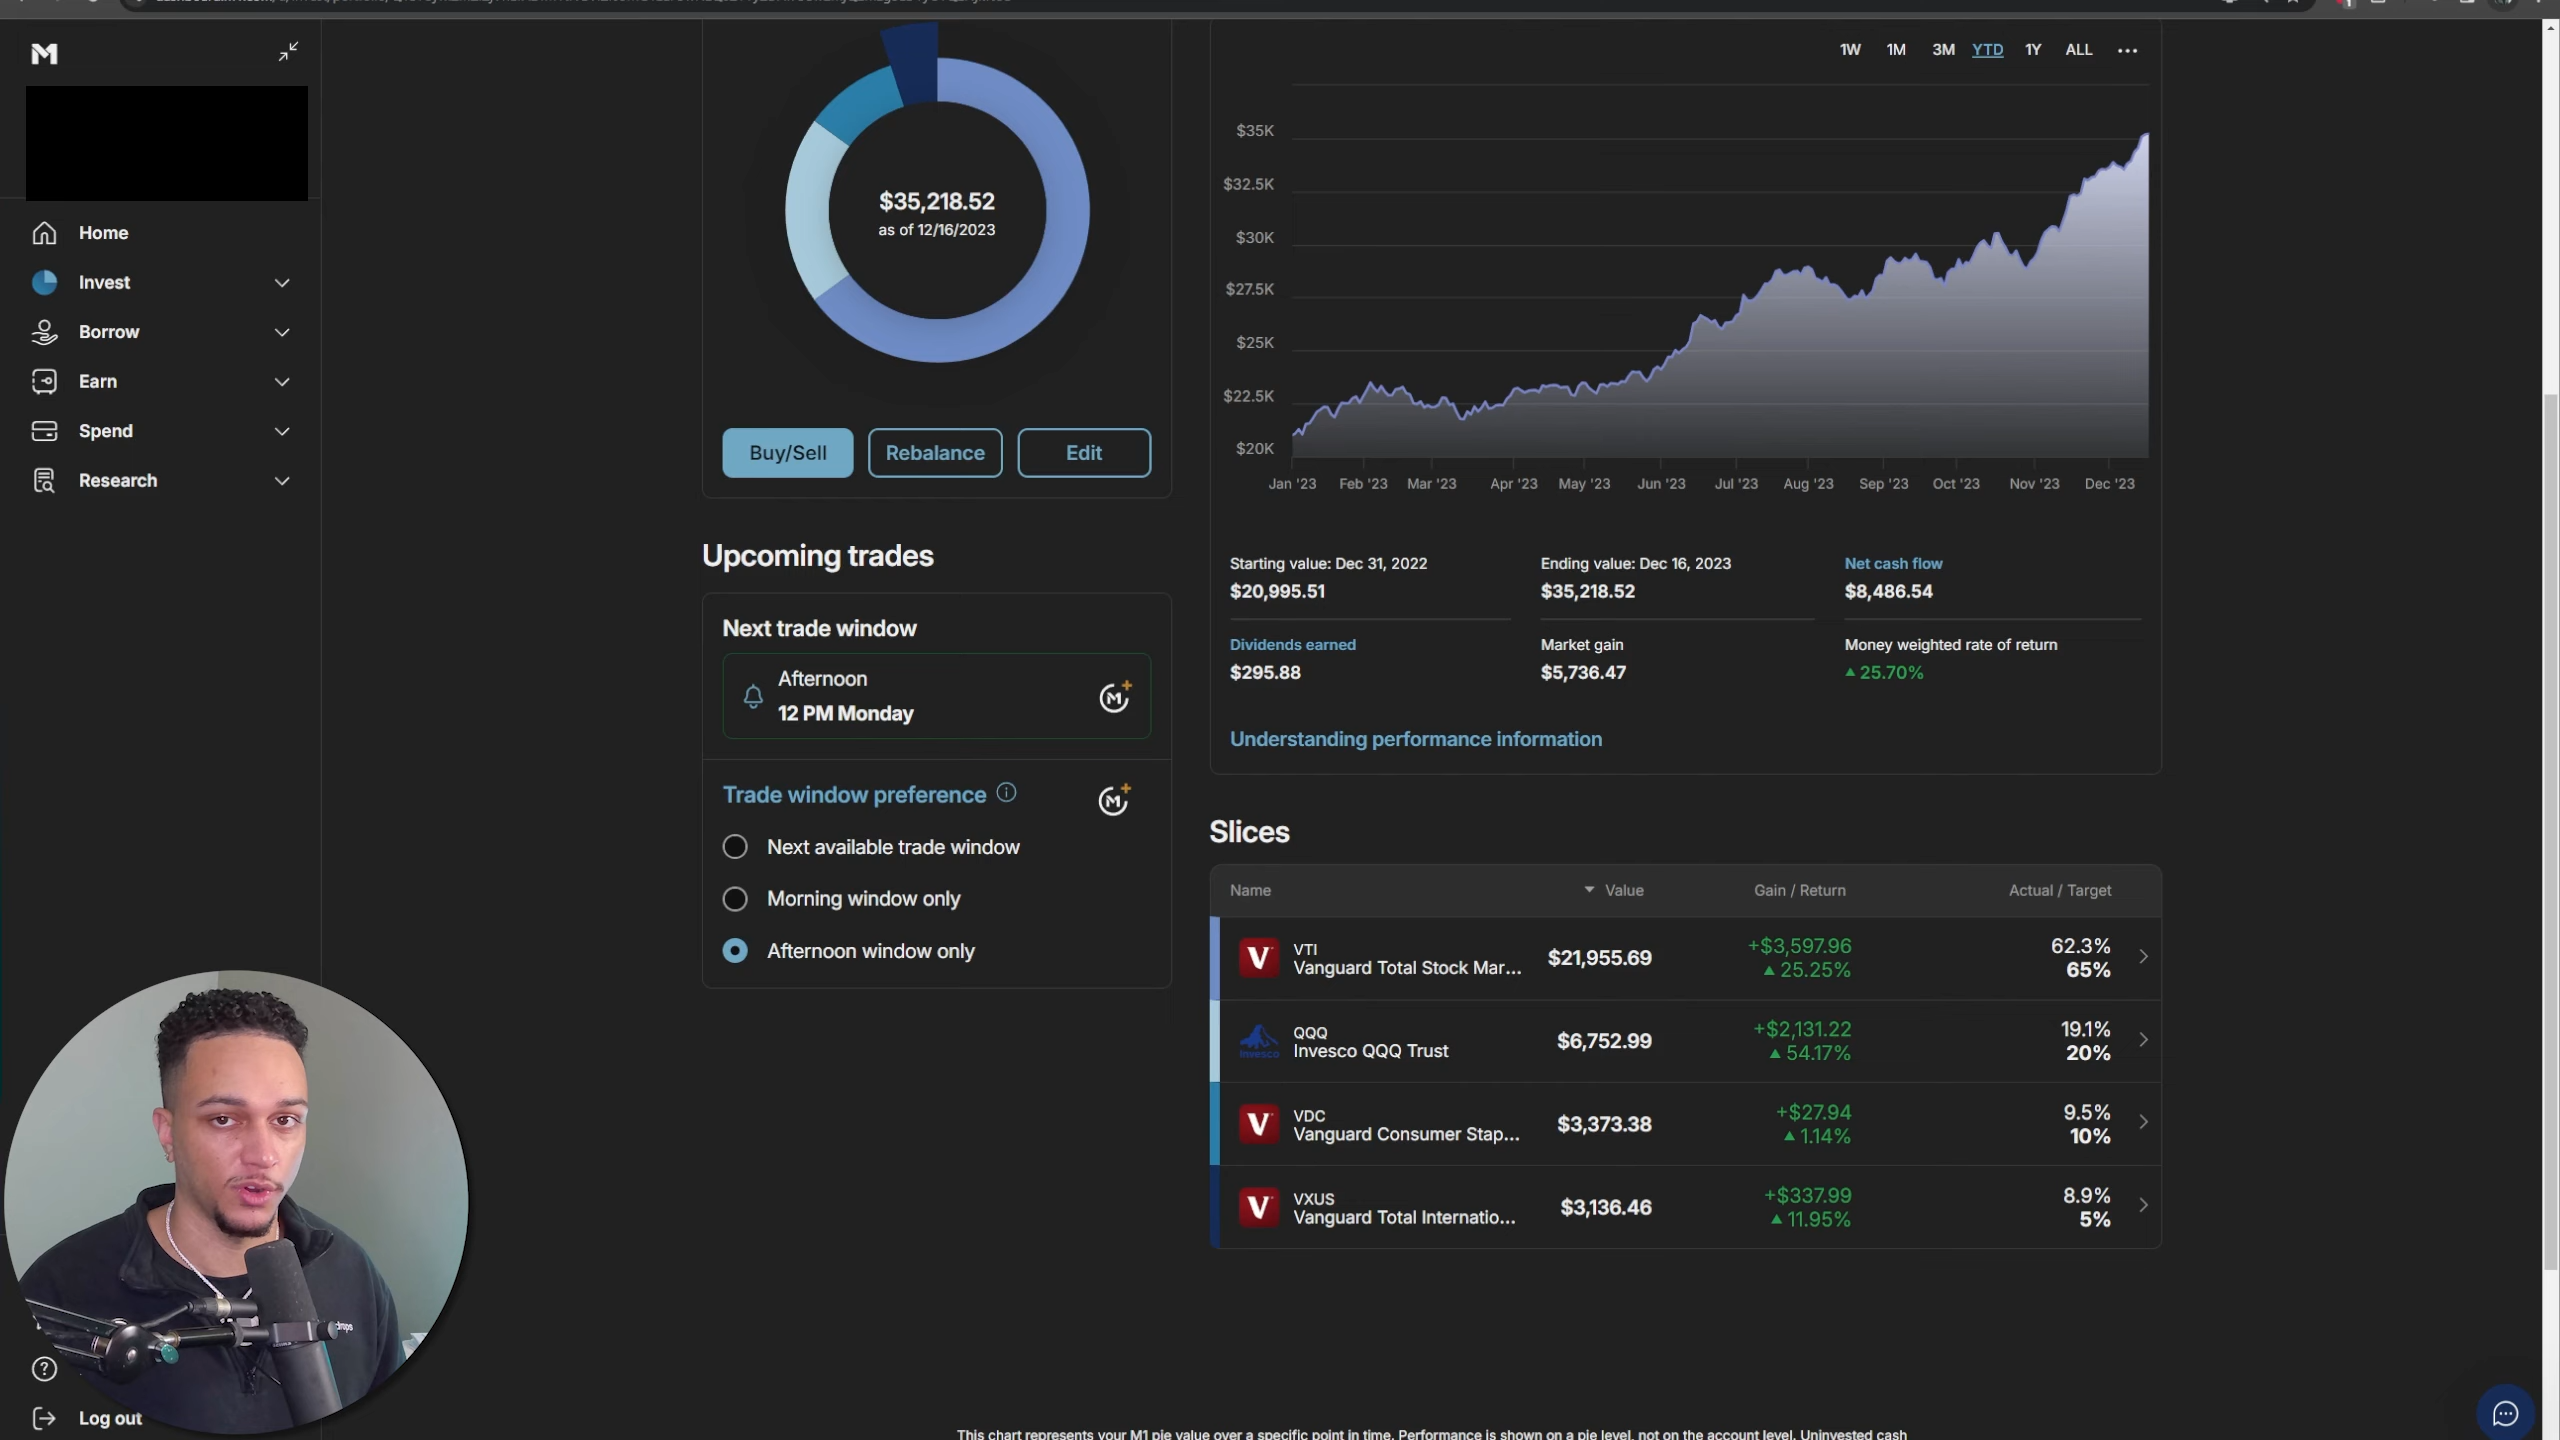 1W 1M 3M YTD 1Y ALL
$35K
$32.5K
$30K
$27.5K
$25K
$22.5K
$20K
Jan '23 Feb '23 Mar '23 Apr '23 May '23 Jun '23 Jul '23 Aug '23 Sep '23 Oct '23 Nov '23 Dec '23
Home
Invest
Borrow
Earn
Spend
Research
$35,218.52
as of 12/16/2023
Buy/Sell Rebalance Edit
Upcoming trades
Next trade window
Afternoon
12 PM Monday
Trade window preference
Next available trade window
Morning window only
Afternoon window only
Starting value: Dec 31, 2022 Ending value: Dec 16, 2023 Net cash flow
$20,995.51 $35,218.52 $8,486.54
Dividends earned Market gain Money weighted rate of return
$295.88 $5,736.47 25.70%
Understanding performance information
Slices
Name Value Gain / Return Actual / Target
VTI
Vanguard Total Stock Mar... $21,955.69 +$3,597.96 25.25% 62.3% 65%
QQQ
Invesco QQQ Trust $6,752.99 +$2,131.22 54.17% 19.1% 20%
Invesco
VDC
Vanguard Consumer Stap... $3,373.38 +$27.94 1.14% 9.5% 10%
VXUS
Vanguard Total Internatio... $3,136.46 +$337.99 11.95% 8.9% 5%
Log out
This chart represents your M1 pie value over a specific point in time. Performance is shown on a pie level, not on the account level. Uninvested cash